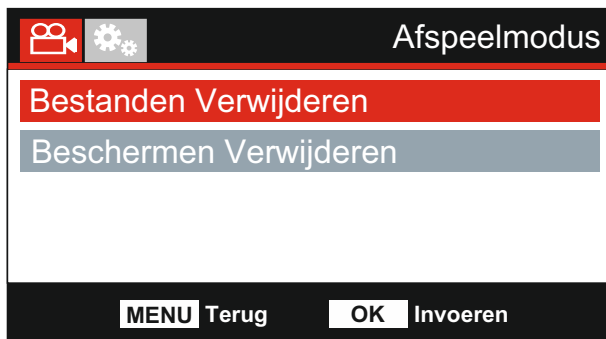 Afspeelmodus
Bestanden Verwijderen
Beschermen Verwijderen
MENU Terug OK Invoeren